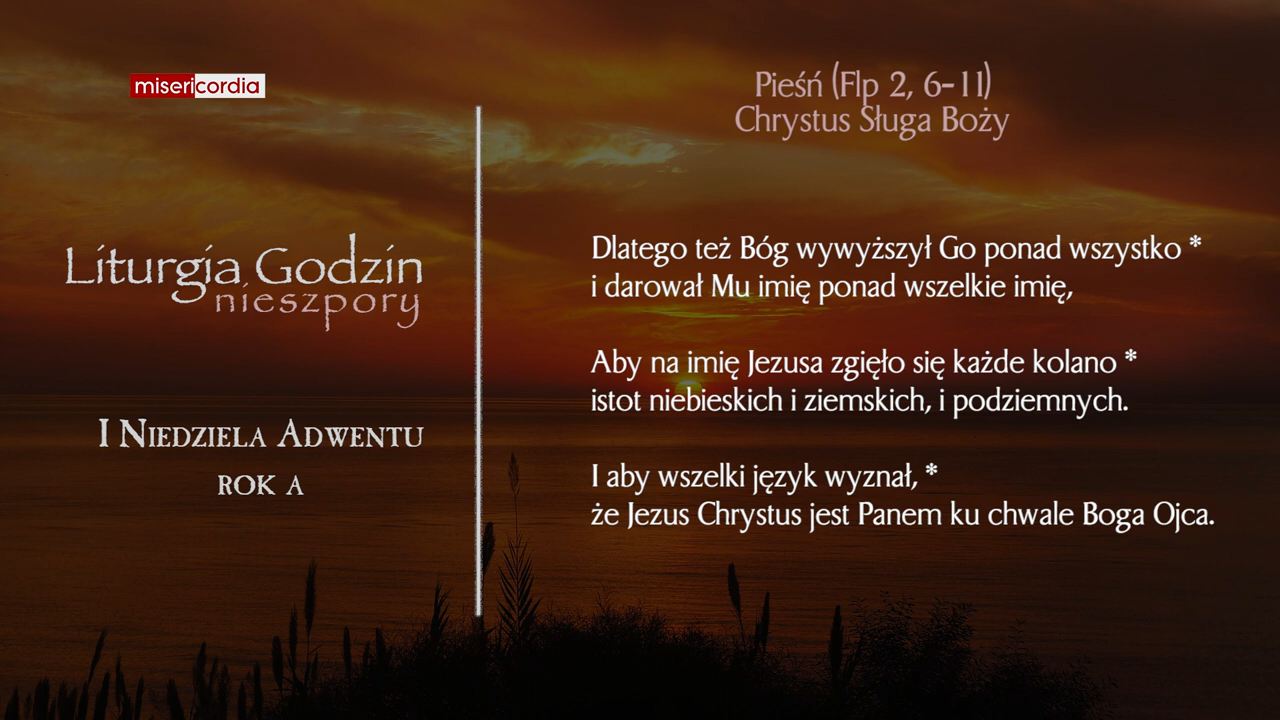 misericordia
Liturgia Godzin
nieszpory
I Niedziela Adwentu
rok a
Pieśń (Flp 2, 6-11)
Chrystus Sługa Boży
Dlatego też Bóg wywyższył Go ponad wszystko *
i darował Mu imię ponad wszelkie imię,
Aby na imię Jezusa zgięło się każde kolano *
istot niebieskich i ziemskich, i podziemnych.
I aby wszelki język wyznał, *
że Jezus Chrystus jest Panem ku chwale Boga Ojca.